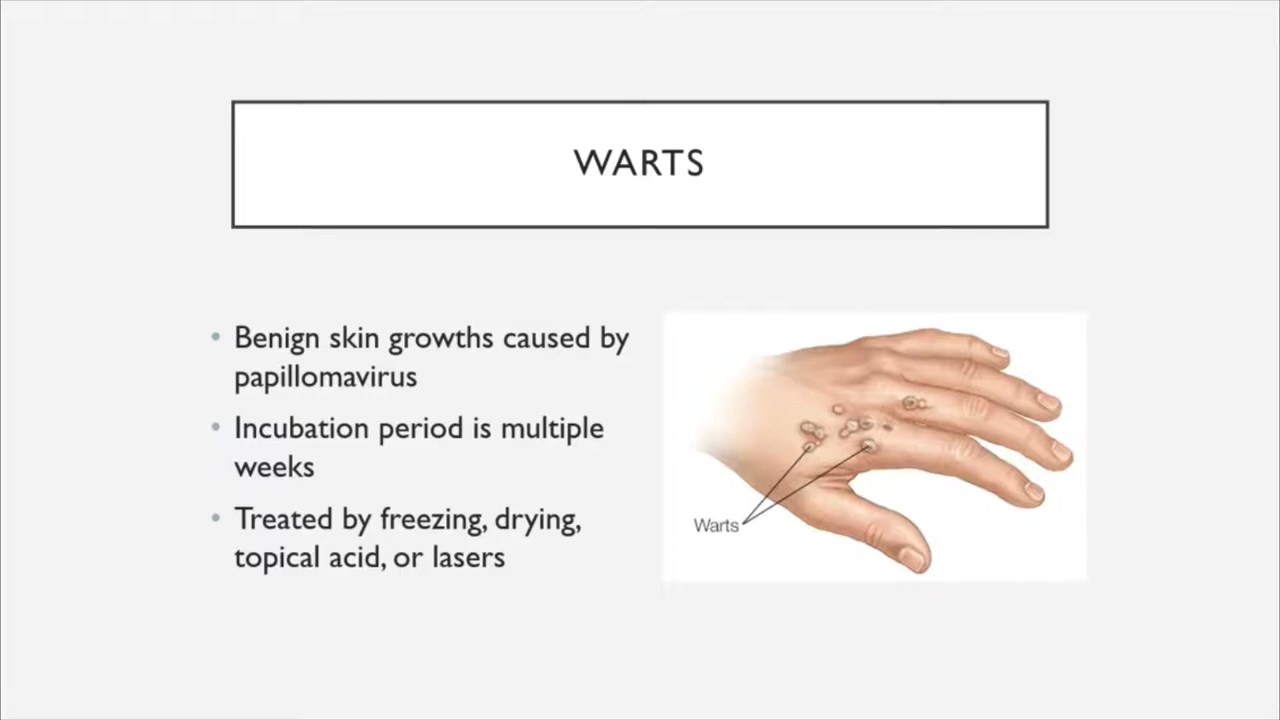 WARTS
• Benign skin growths caused by
papillomavirus
• Incubation period is multiple
weeks
• Treated by freezing, drying,
topical acid, or lasers
Warts